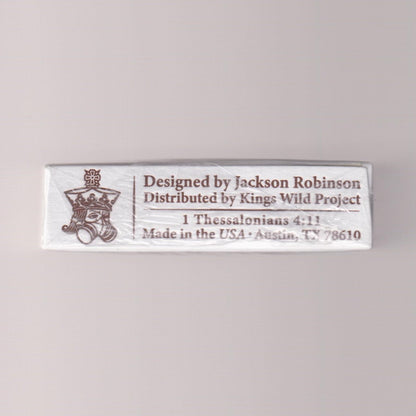 Designed by Jackson Robinson
Distributed by Kings Wild Project
1 Thessalonians 4:11
Made in the USA • Austin, TX 78610